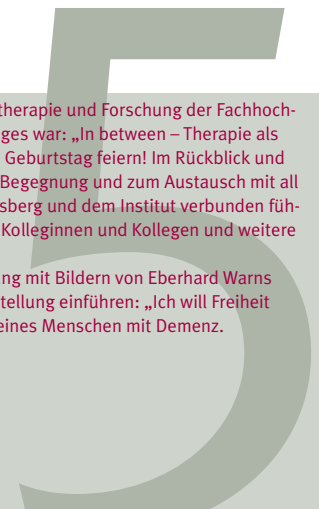 therapie und Forschung der Fachhoch-
ges war: „In between – Therapie als
Geburtstag feiern! Im Rückblick und
Begegnung und zum Austausch mit all
sberg und dem Institut verbunden füh-
Kolleginnen und Kollegen und weitere
ng mit Bildern von Eberhard Warns
tellung einführen: „Ich will Freiheit
eines Menschen mit Demenz.
5